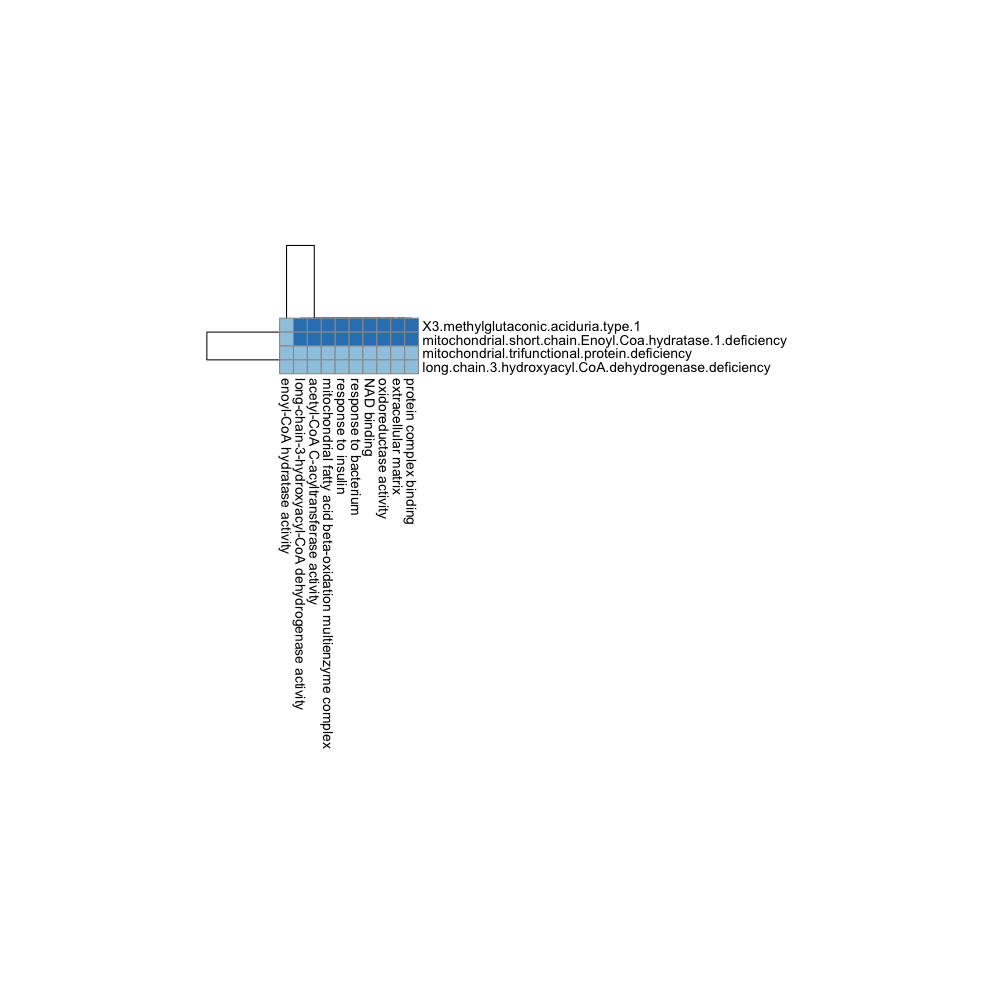 X3.methylglutaconic.aciduria.type.1
mitochondrial.short.chain.Enoyl.Coa.hydratase.1.deficiency
mitochondrial.trifunctional.protein.deficiency
long.chain.3.hydroxyacyl.CoA.dehydrogenase.deficiency
enoyl-CoA hydratase activity
long-chain-3-hydroxyacyl-CoA dehydrogenase activity
acetyl-CoA C-acyltransferase activity
mitochondrial fatty acid beta-oxidation multienzyme complex
response to insulin
response to bacterium
NAD binding
oxidoreductase activity
extracellular matrix
protein complex binding